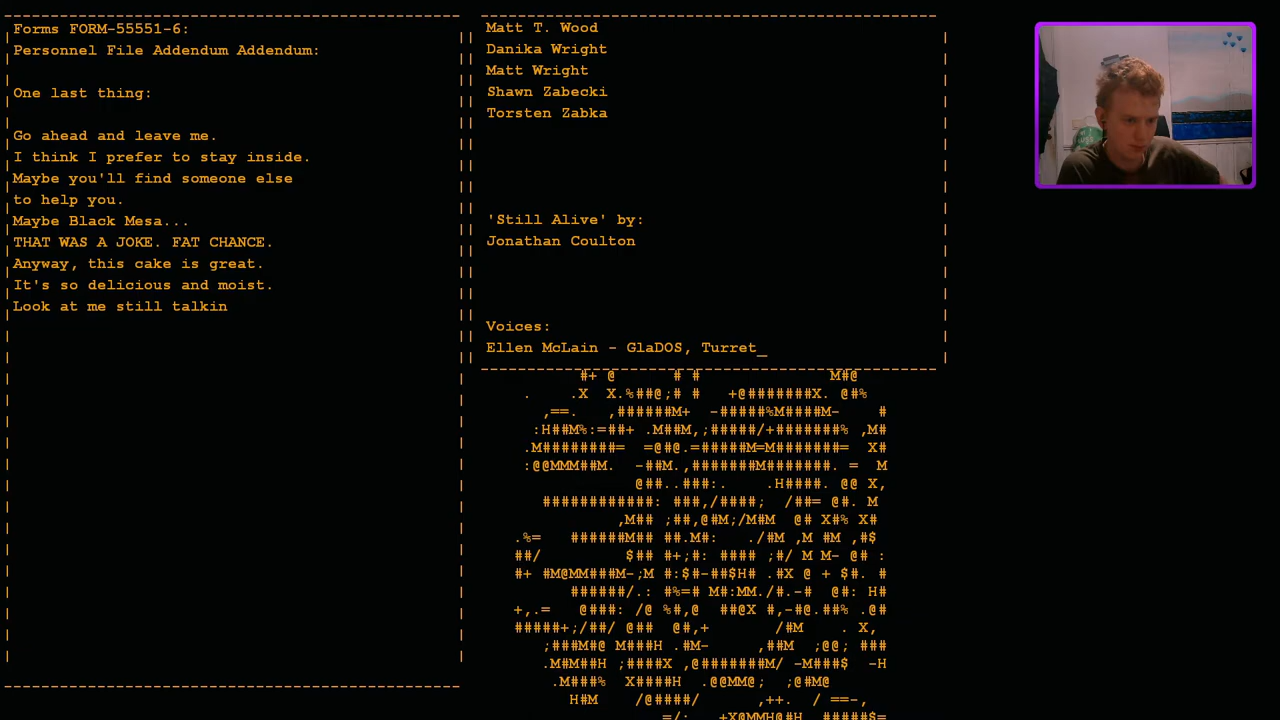 Forms FORM-55551-6:
Personnel File Addendum Addendum:
One last thing:
Go ahead and leave me.
I think I prefer to stay inside.
Maybe you'll find someone else
to help you.
Maybe Black Mesa...
THAT WAS A JOKE. FAT CHANCE.
Anyway, this cake is great.
It's so delicious and moist.
Look at me still talkin
Matt T. Wood
Danika Wright
Matt Wright
Shawn Zabecki
Torsten Zabka
'Still Alive' by:
Jonathan Coulton
Voices:
Ellen McLain - GlaDOS, Turret_